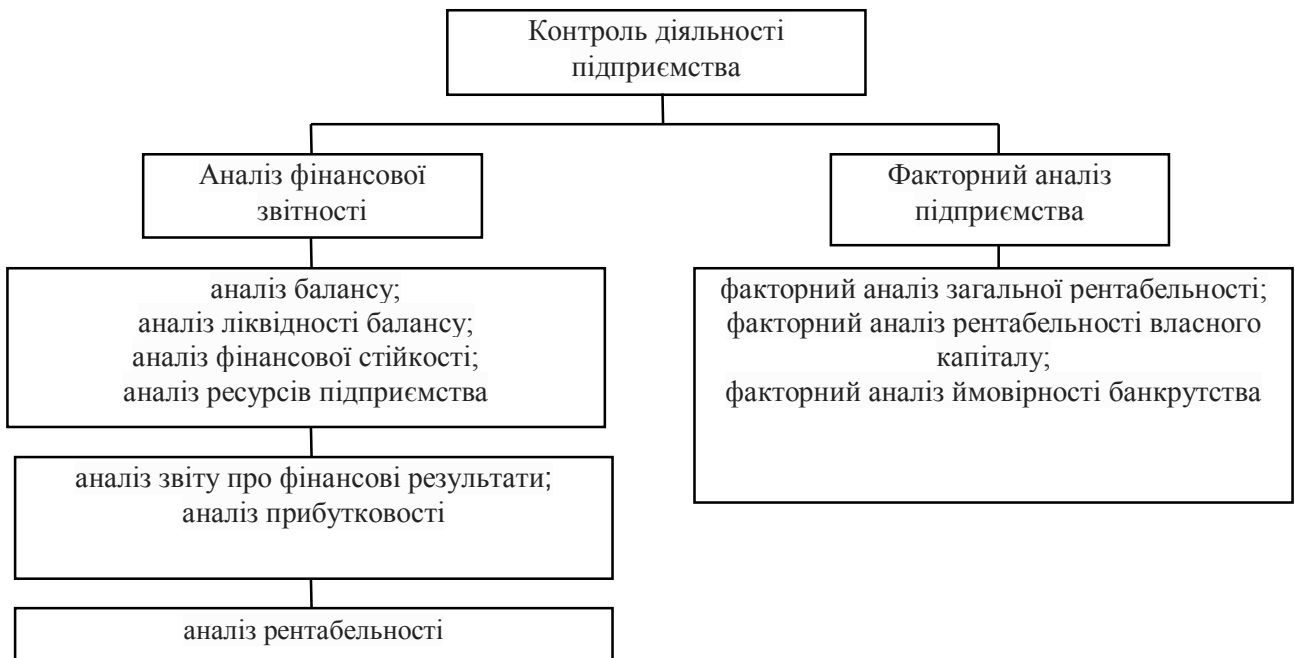 Контроль діяльності
підприємства
Аналіз фінансової
звітності
Факторний аналіз
підприємства
аналіз балансу;
аналіз ліквідності балансу;
аналіз фінансової стійкості;
аналіз ресурсів підприємства
факторний аналіз загальної рентабельності;
факторний аналіз рентабельності власного
капіталу;
факторний аналіз ймовірності банкрутства
аналіз звіту про фінансові результати;
аналіз прибутковості
аналіз рентабельності